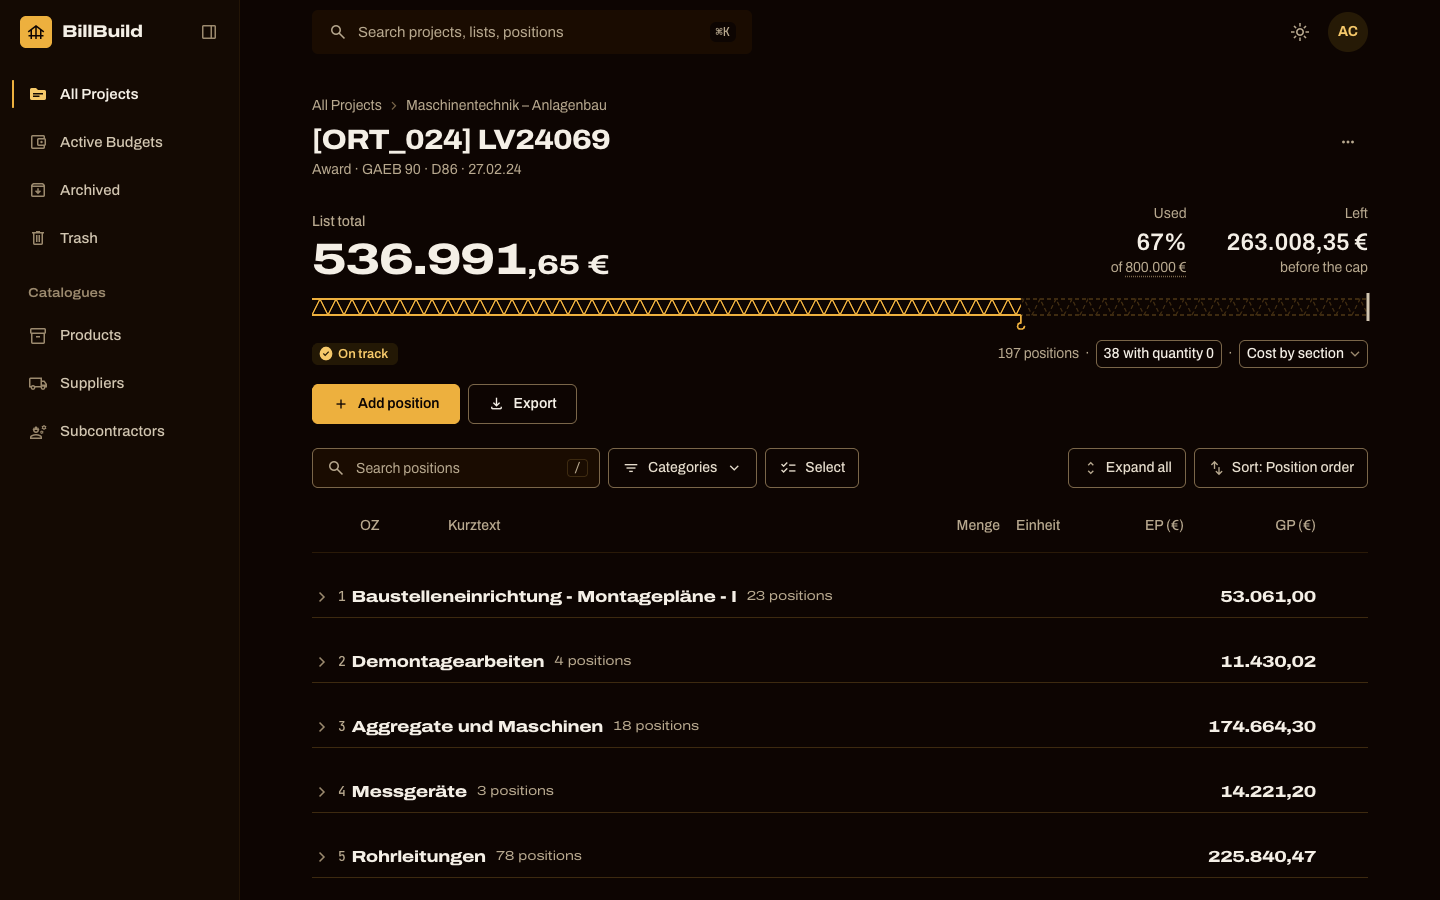 BillBuild
Search projects, lists, positions ⌘K
AC
All Projects
Active Budgets
Archived
Trash
Catalogues
Products
Suppliers
Subcontractors
All Projects › Maschinentechnik – Anlagenbau
[ORT_024] LV24069
Award · GAEB 90 · D86 · 27.02.24
List total
536.991,65 €
Used
67%
of 800.000 €
Left
263.008,35 €
before the cap
On track
197 positions · 38 with quantity 0 · Cost by section
Add position
Export
Search positions /
Categories
Select
Expand all
Sort: Position order
OZ Kurztext Menge Einheit EP (€) GP (€)
1 Baustelleneinrichtung - Montagepläne - I 23 positions 53.061,00
2 Demontagearbeiten 4 positions 11.430,02
3 Aggregate und Maschinen 18 positions 174.664,30
4 Messgeräte 3 positions 14.221,20
5 Rohrleitungen 78 positions 225.840,47